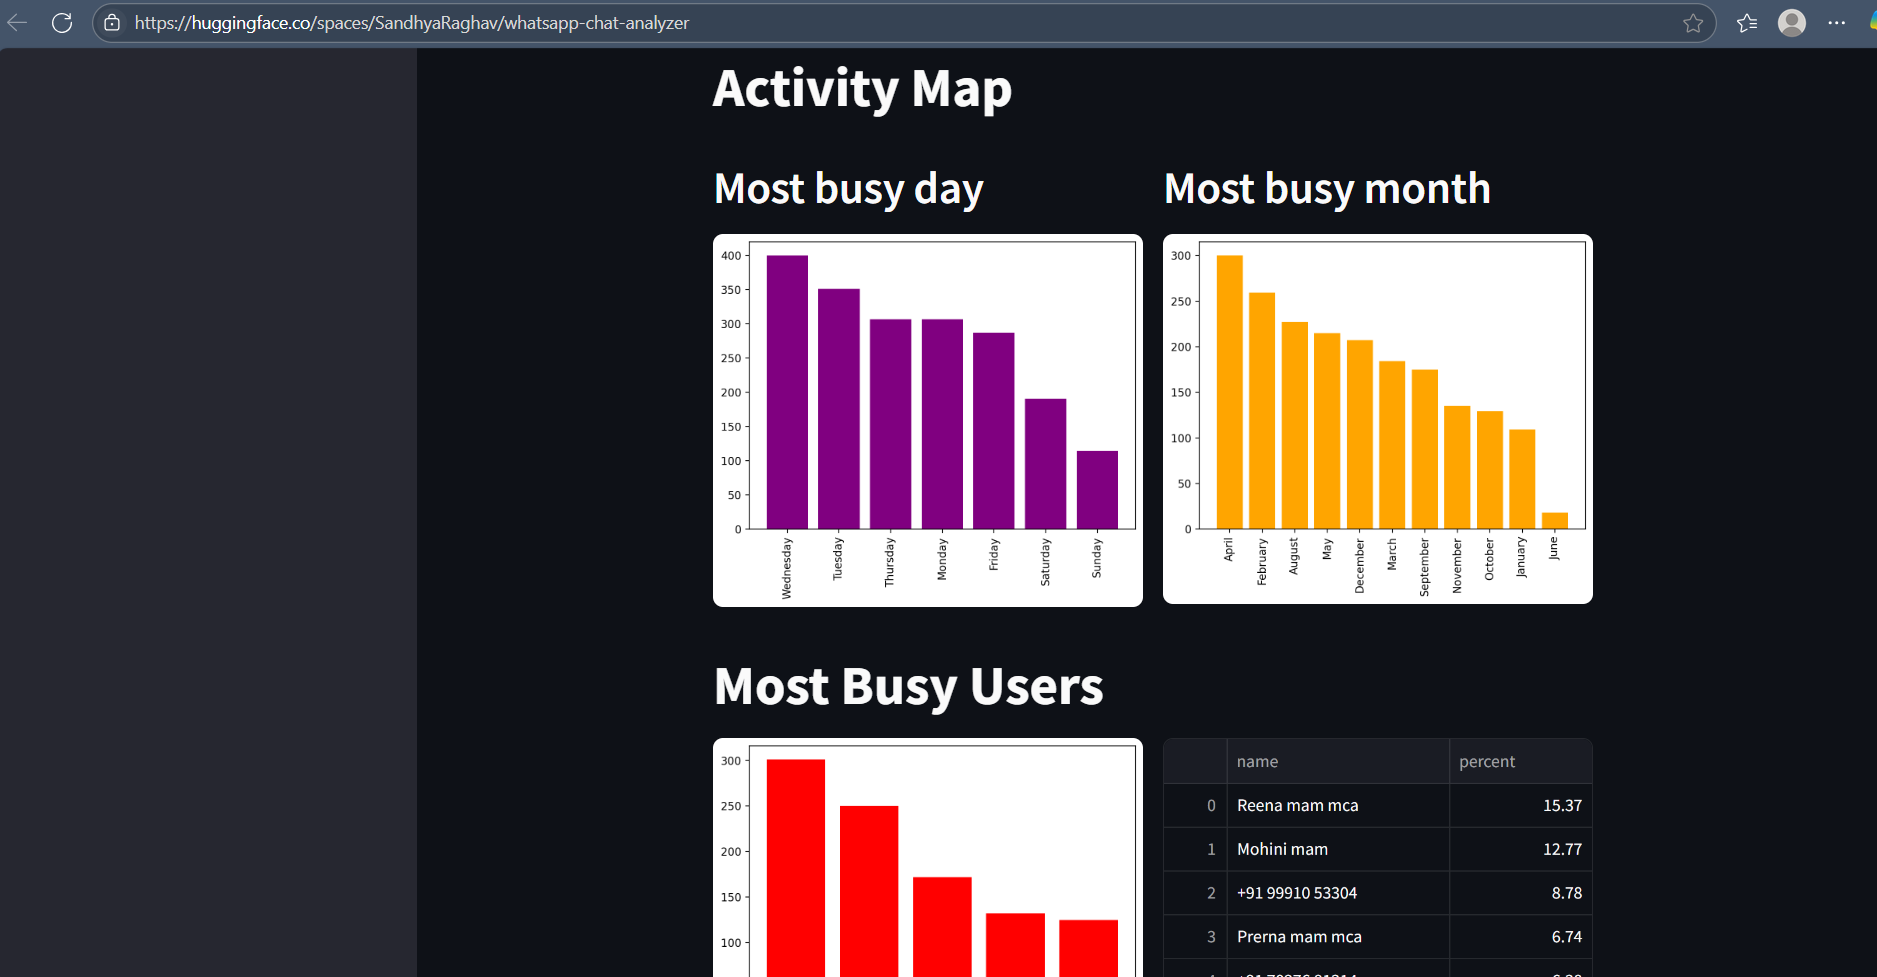 https://huggingface.co/spaces/SandhyaRaghav/whatsapp-chat-analyzer
Activity Map
Most busy day
Most busy month
400
350
300
250
200
150
100
50
0
Wednesday
Tuesday
Thursday
Monday
Friday
Saturday
Sunday
300
250
200
150
100
50
0
April
February
August
May
December
March
September
November
October
January
June
Most Busy Users
300
250
200
150
100
name percent
0 Reena mam mca 15.37
1 Mohini mam 12.77
2 +91 99910 53304 8.78
3 Prerna mam mca 6.74